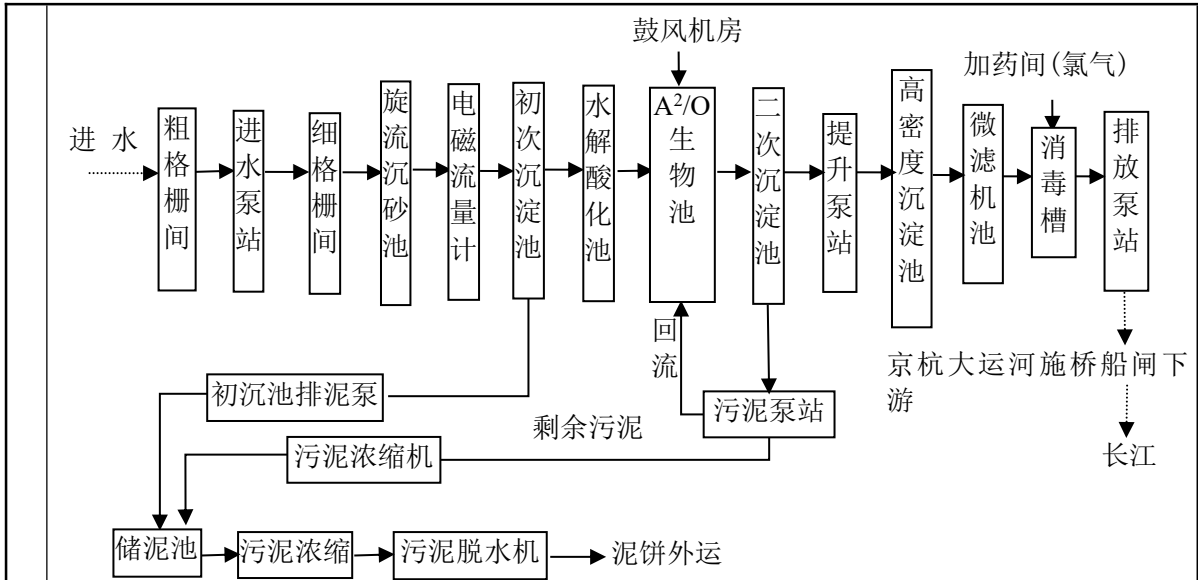 鼓风机房
加药间(氯气)
进 水
粗格栅间
进水泵站
细格栅间
旋流沉砂池
电磁流量计
初次沉淀池
水解酸化池
A²/O
生物池
二次沉淀池
提升泵站
高密度沉淀池
微滤机池
消毒槽
排放泵站
回流
京杭大运河施桥船闸下
游
长江
初沉池排泥泵
污泥泵站
剩余污泥
污泥浓缩机
储泥池
污泥浓缩
污泥脱水机
泥饼外运